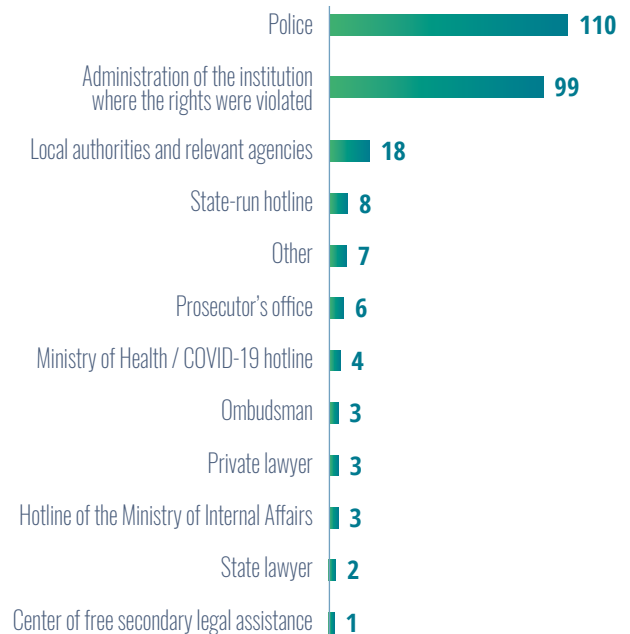 Police 110
Administration of the institution
where the rights were violated 99
Local authorities and relevant agencies 18
State-run hotline 8
Other 7
Prosecutor’s office 6
Ministry of Health / COVID-19 hotline 4
Ombudsman 3
Private lawyer 3
Hotline of the Ministry of Internal Affairs 3
State lawyer 2
Center of free secondary legal assistance 1